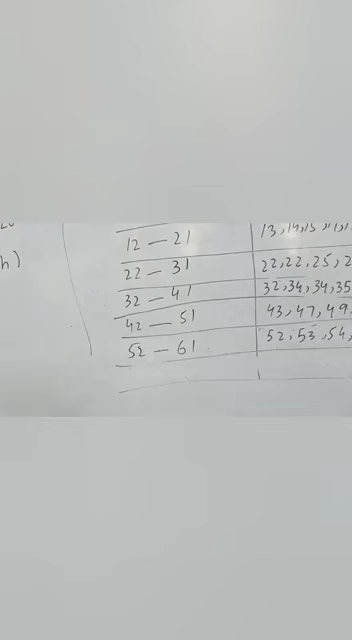 h)
12 – 21 13,14,15
22 – 31 22,22,25,2
32 – 41 32,34,34,35
42 – 51 43,47,49,
52 – 61 52,53,54,